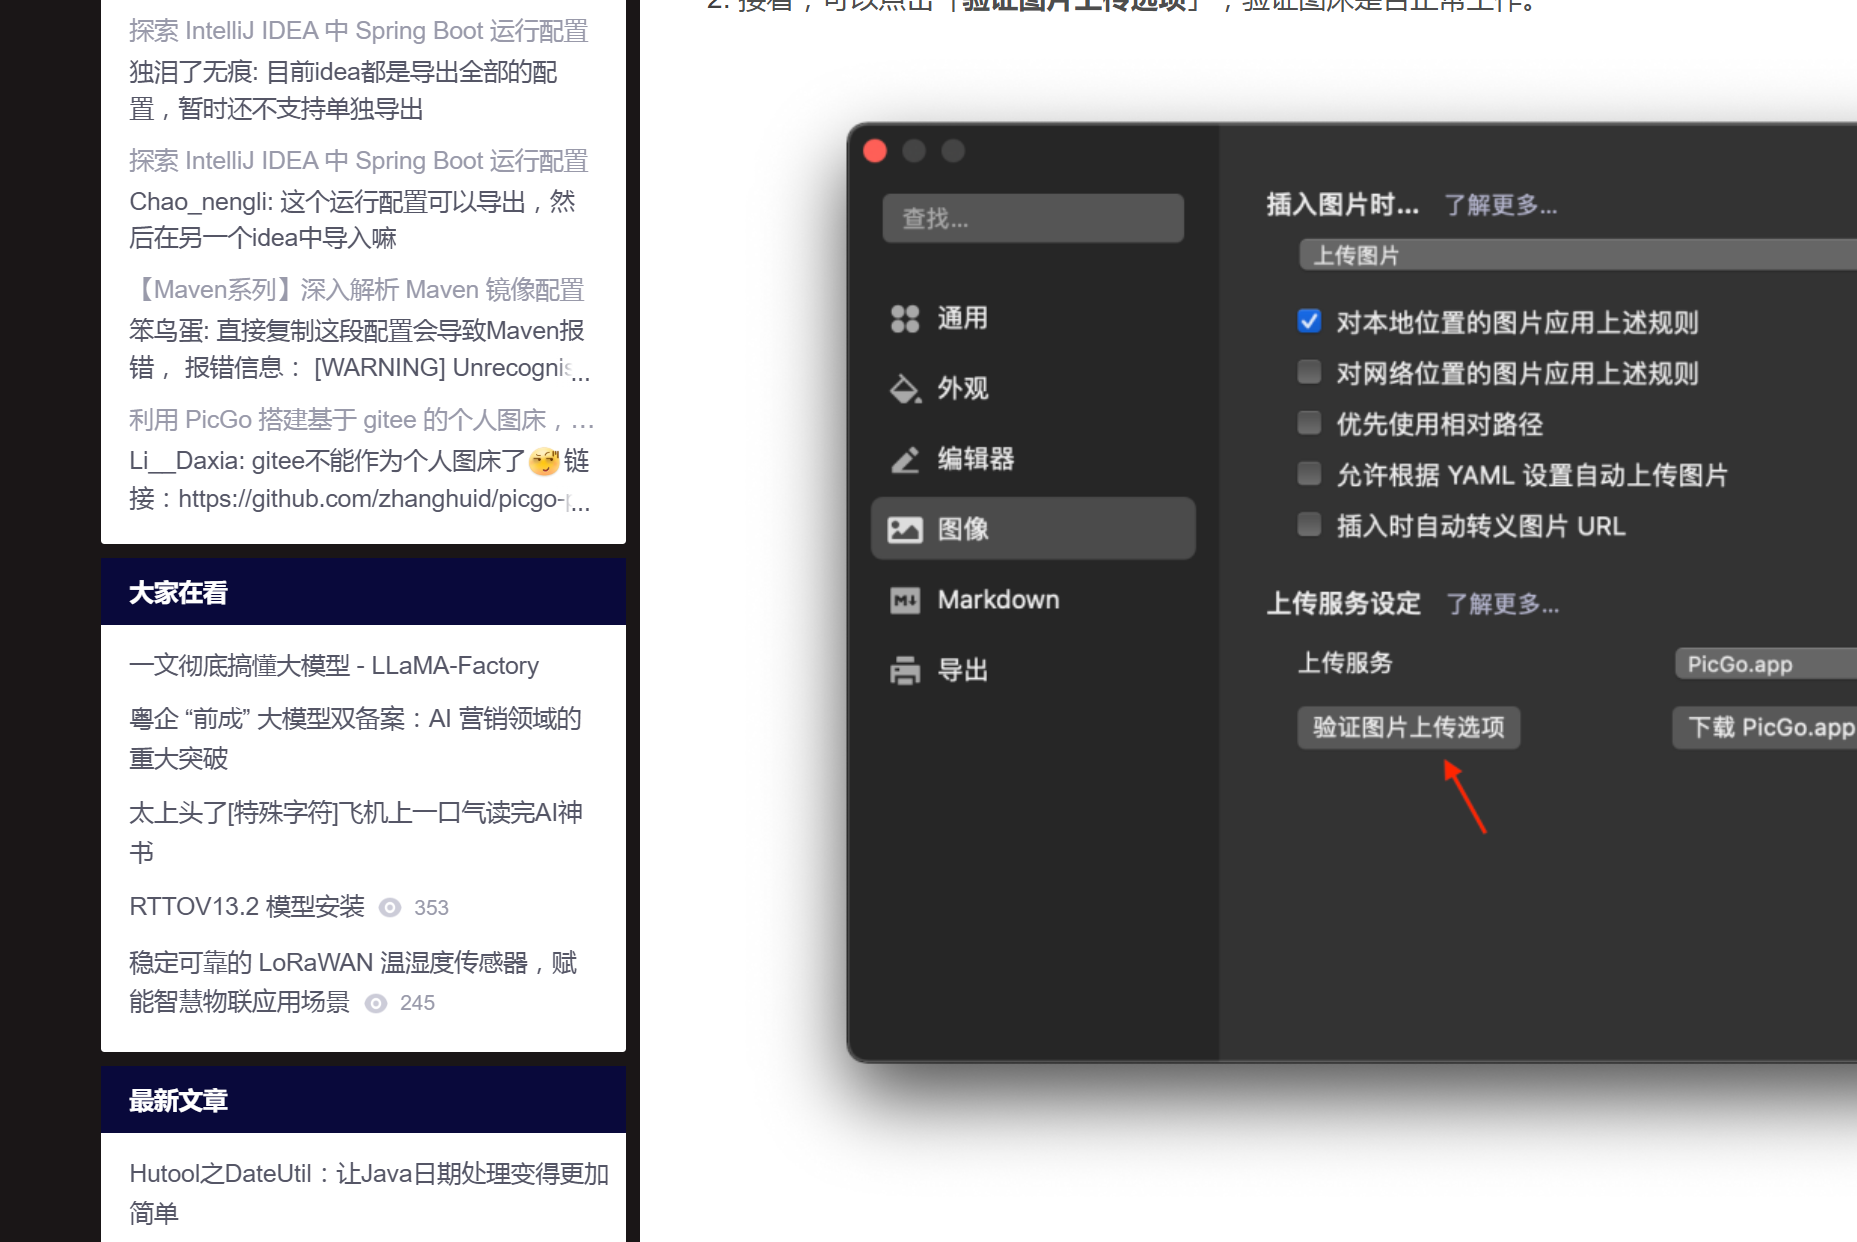 探索 IntelliJ IDEA 中 Spring Boot 运行配置
独泪了无痕: 目前idea都是导出全部的配
置，暂时还不支持单独导出
探索 IntelliJ IDEA 中 Spring Boot 运行配置
Chao_nengli: 这个运行配置可以导出，然
后在另一个idea中导入嘛
【Maven系列】深入解析 Maven 镜像配置
笨鸟蛋: 直接复制这段配置会导致Maven报
错， 报错信息： [WARNING] Unrecognis...
利用 PicGo 搭建基于 gitee 的个人图床，…
Li__Daxia: gitee不能作为个人图床了 链
接：https://github.com/zhanghuid/picgo-p...
大家在看
一文彻底搞懂大模型 - LLaMA-Factory
粤企 “前成” 大模型双备案：AI 营销领域的
重大突破
太上头了[特殊字符]飞机上一口气读完AI神
书
RTTOV13.2 模型安装 353
稳定可靠的 LoRaWAN 温湿度传感器，赋
能智慧物联应用场景 245
最新文章
Hutool之DateUtil：让Java日期处理变得更加
简单
2. 接着，可以点击「验证图片上传选项」，验证图床是否正常工作。
查找...
通用
外观
编辑器
图像
Markdown
导出
插入图片时... 了解更多...
上传图片
对本地位置的图片应用上述规则
对网络位置的图片应用上述规则
优先使用相对路径
允许根据 YAML 设置自动上传图片
插入时自动转义图片 URL
上传服务设定 了解更多...
上传服务 PicGo.app
验证图片上传选项 下载 PicGo.app